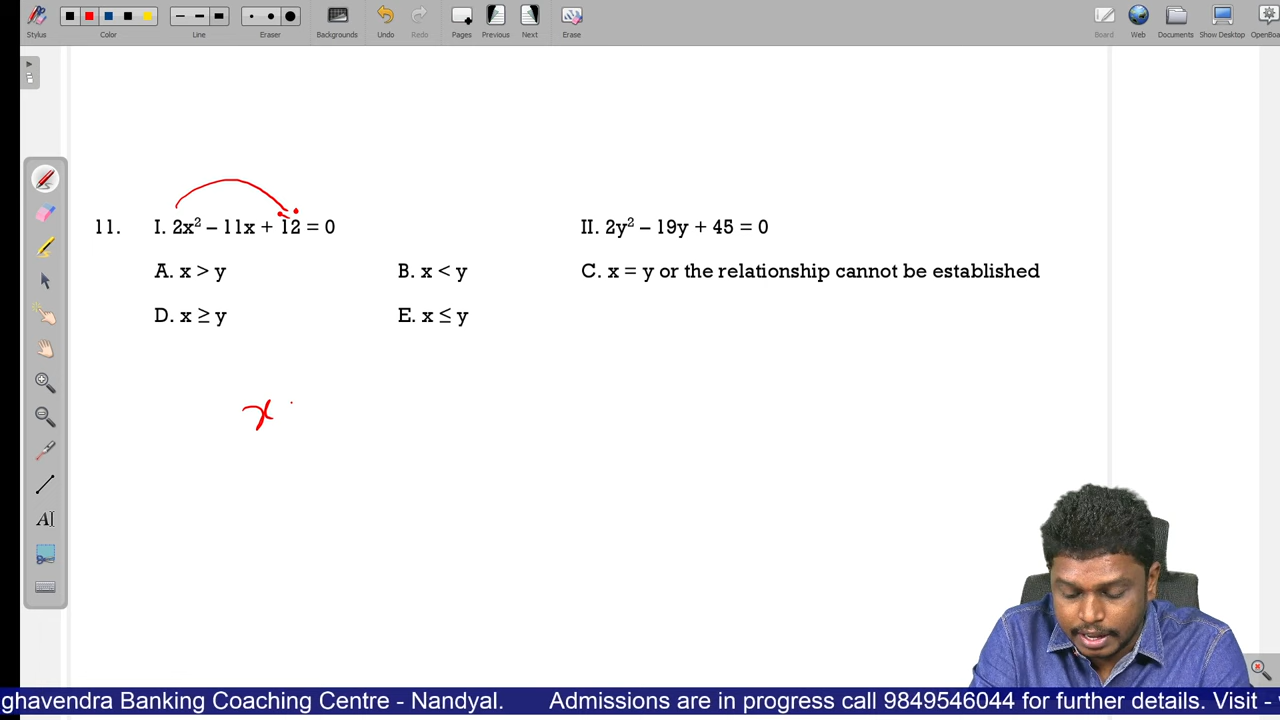 Stylus
Color
Line
Eraser
Backgrounds
Undo
Redo
Pages
Previous
Next
Erase
Board
Web
Documents
Show Desktop
OpenBoa
11. I. 2x² – 11x + 12 = 0 II. 2y² – 19y + 45 = 0
A. x > y B. x < y C. x = y or the relationship cannot be established
D. x ≥ y E. x ≤ y
x
ghavendra Banking Coaching Centre - Nandyal. Admissions are in progress call 9849546044 for further details. Visit -